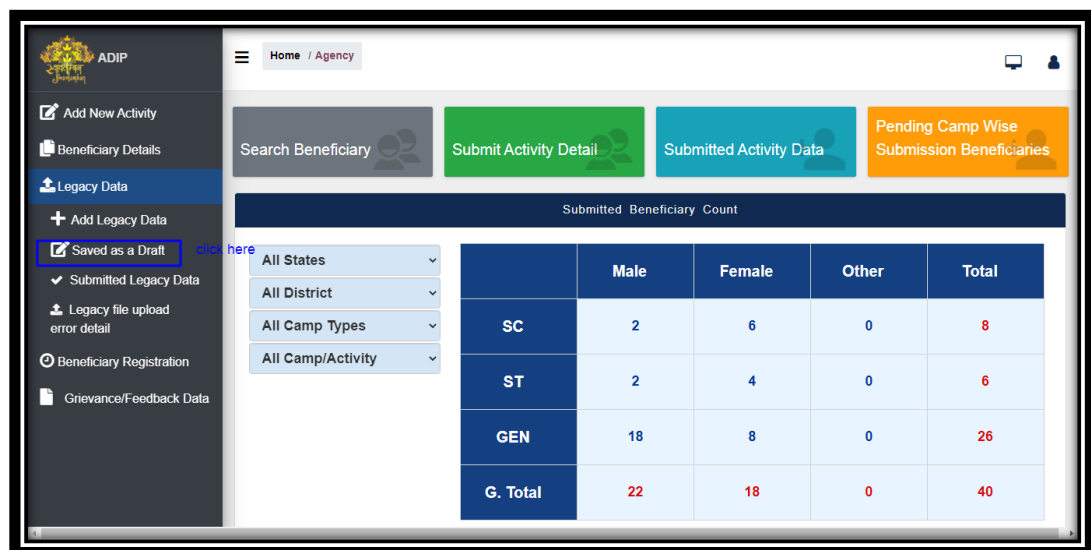 ADIP
Home / Agency
Add New Activity
Beneficiary Details
Legacy Data
Add Legacy Data
Saved as a Draft
click here
Submitted Legacy Data
Legacy file upload
error detail
Beneficiary Registration
Grievance/Feedback Data
Search Beneficiary
Submit Activity Detail
Submitted Activity Data
Pending Camp Wise
Submission Beneficiaries
Submitted Beneficiary Count
All States
All District
All Camp Types
All Camp/Activity
Male Female Other Total
SC 2 6 0 8
ST 2 4 0 6
GEN 18 8 0 26
G. Total 22 18 0 40